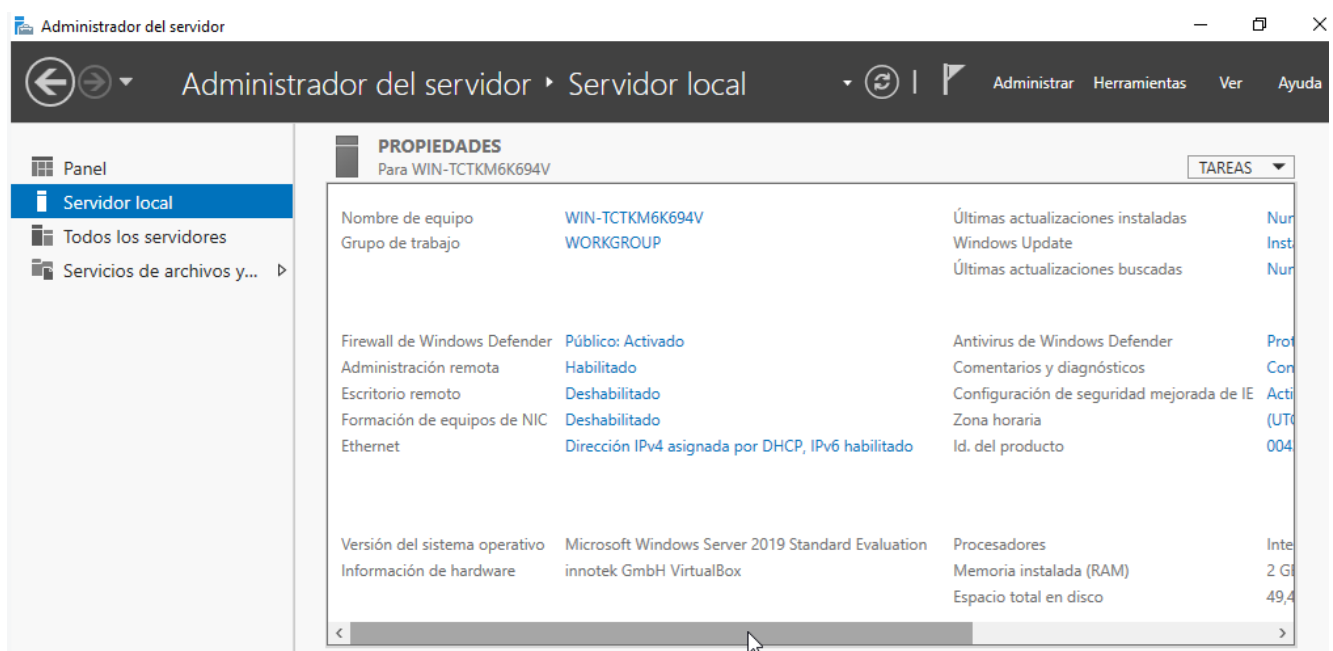 Administrador del servidor
Administrador del servidor ‣ Servidor local
Administrar Herramientas Ver Ayuda
Panel
Servidor local
Todos los servidores
Servicios de archivos y...
PROPIEDADES
Para WIN-TCTKM6K694V
TAREAS
Nombre de equipo WIN-TCTKM6K694V Últimas actualizaciones instaladas
Grupo de trabajo WORKGROUP Windows Update
Últimas actualizaciones buscadas
Firewall de Windows Defender Público: Activado Antivirus de Windows Defender
Administración remota Habilitado Comentarios y diagnósticos
Escritorio remoto Deshabilitado Configuración de seguridad mejorada de IE
Formación de equipos de NIC Deshabilitado Zona horaria
Ethernet Dirección IPv4 asignada por DHCP, IPv6 habilitado Id. del producto
Versión del sistema operativo Microsoft Windows Server 2019 Standard Evaluation Procesadores
Información de hardware innotek GmbH VirtualBox Memoria instalada (RAM) 2
Espacio total en disco 49,4